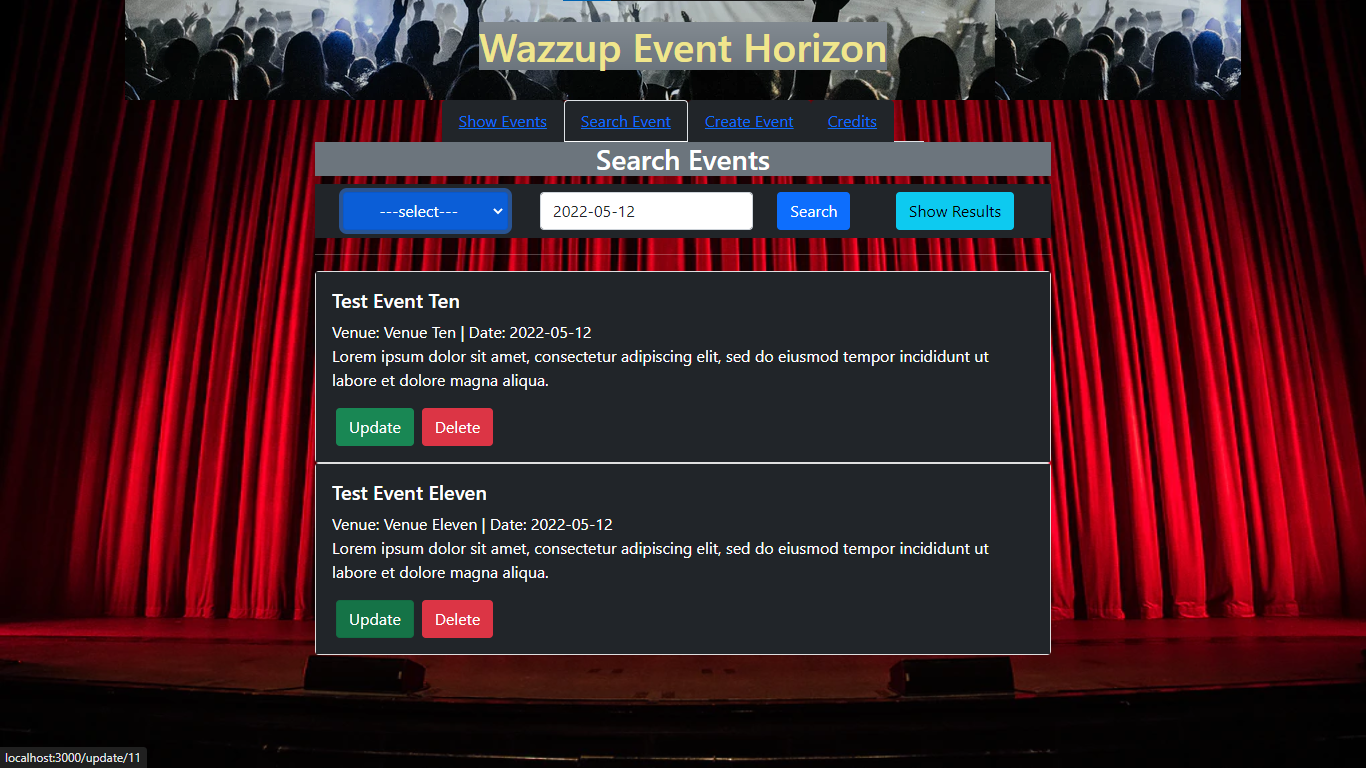 Wazzup Event Horizon
Show Events Search Event Create Event Credits
Search Events
---select--- 2022-05-12 Search Show Results
Test Event Ten
Venue: Venue Ten | Date: 2022-05-12
Lorem ipsum dolor sit amet, consectetur adipiscing elit, sed do eiusmod tempor incididunt ut
labore et dolore magna aliqua.
Update Delete
Test Event Eleven
Venue: Venue Eleven | Date: 2022-05-12
Lorem ipsum dolor sit amet, consectetur adipiscing elit, sed do eiusmod tempor incididunt ut
labore et dolore magna aliqua.
Update Delete
localhost:3000/update/11